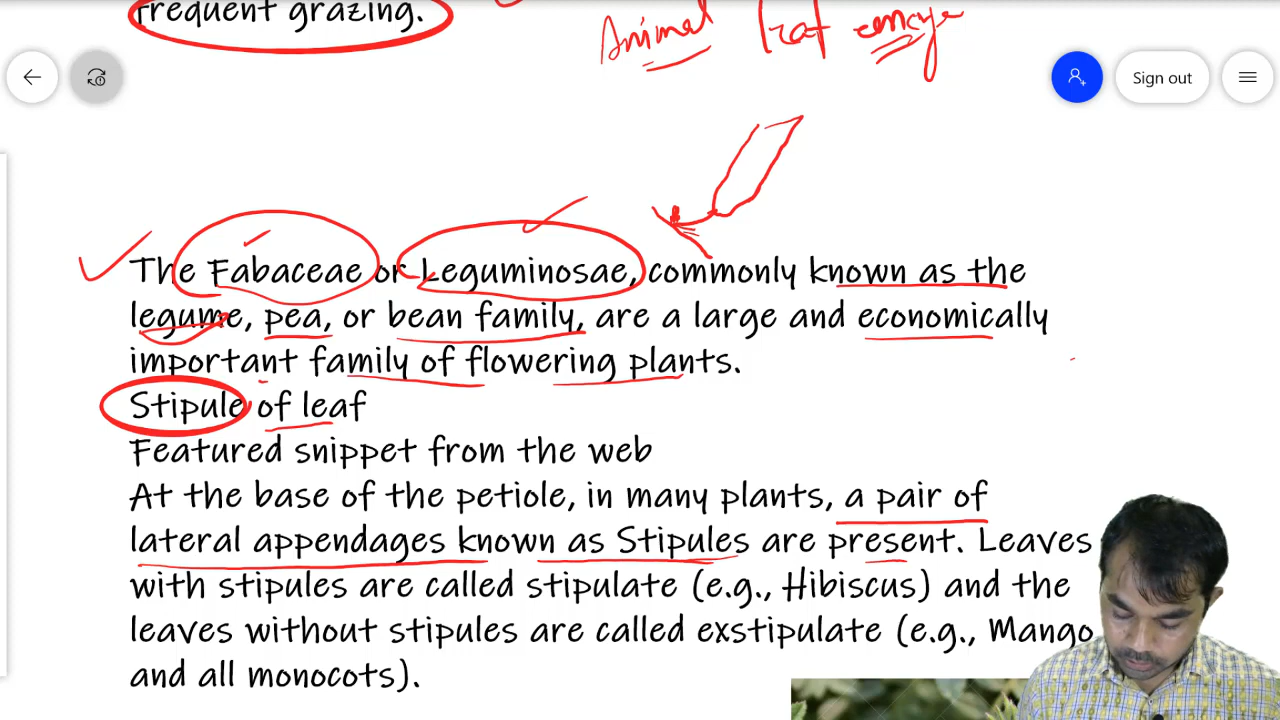 frequent grazing.
Animal
Sign out
The Fabaceae or Leguminosae, commonly known as the
legume, pea, or bean family, are a large and economically
important family of flowering plants.
Stipule of leaf
Featured snippet from the web
At the base of the petiole, in many plants, a pair of
lateral appendages known as Stipules are present. Leaves
with stipules are called stipulate (e.g., Hibiscus) and the
leaves without stipules are called exstipulate (e.g., Mango
and all monocots).